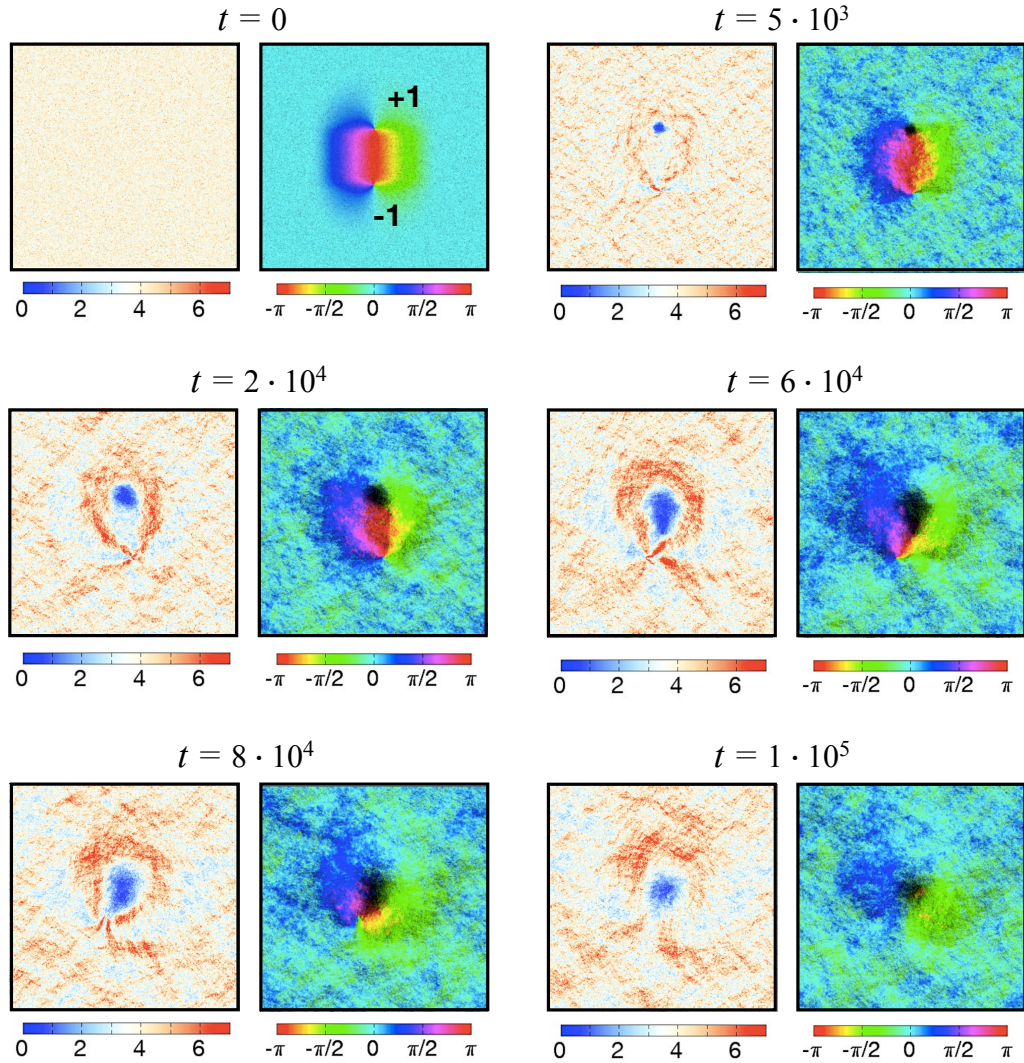 t = 0
t = 5 · 10³
+1
-1
0 2 4 6
-π -π/2 0 π/2 π
0 2 4 6
-π -π/2 0 π/2 π
t = 2 · 10⁴
t = 6 · 10⁴
0 2 4 6
-π -π/2 0 π/2 π
0 2 4 6
-π -π/2 0 π/2 π
t = 8 · 10⁴
t = 1 · 10⁵
0 2 4 6
-π -π/2 0 π/2 π
0 2 4 6
-π -π/2 0 π/2 π